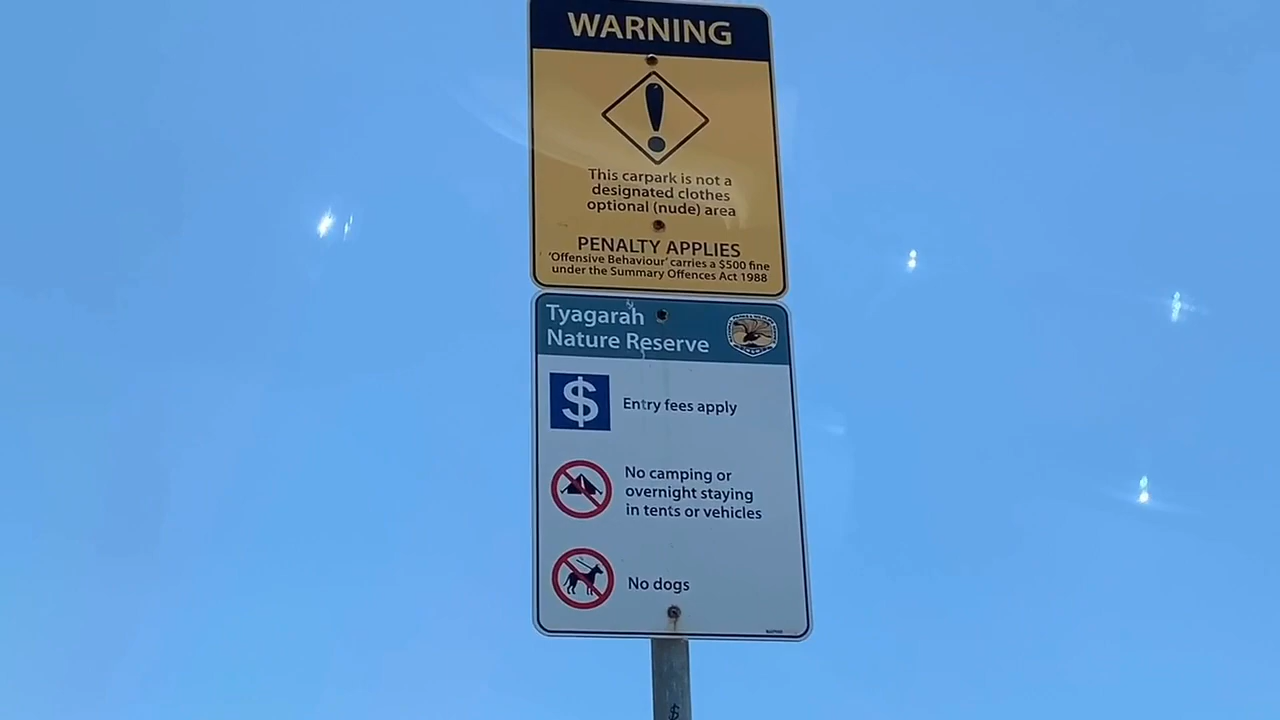 WARNING
This carpark is not a
designated clothes
optional (nude) area
PENALTY APPLIES
'Offensive Behaviour' carries a $500 fine
under the Summary Offences Act 1988
Tyagarah
Nature Reserve
$
Entry fees apply
No camping or
overnight staying
in tents or vehicles
No dogs
$